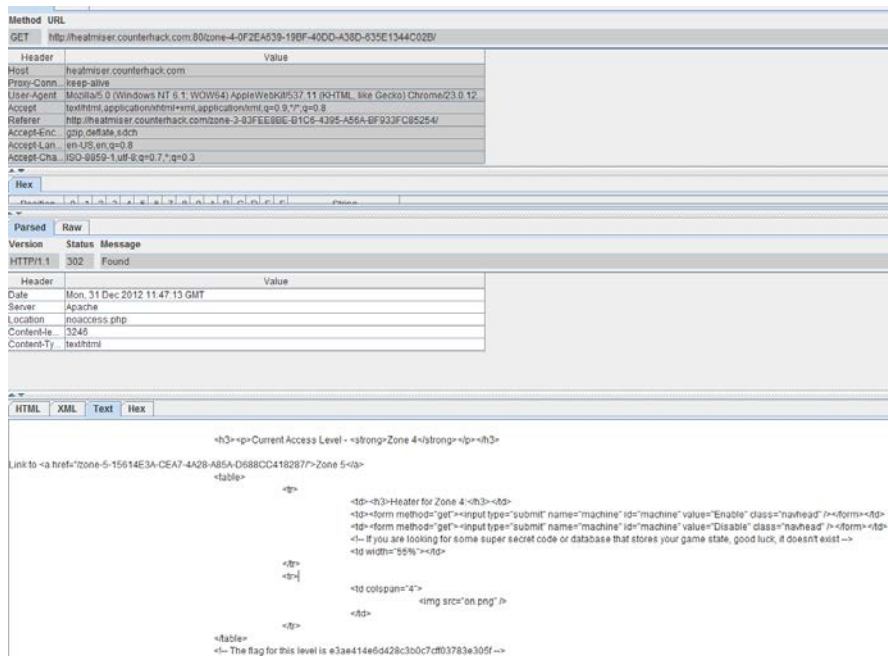 Method URL
GET http://heatmiser.counterhack.com:80/zone-4-0F2EA639-19BF-40DD-A38D-635E1344C02B/
Header Value
Host heatmiser.counterhack.com
Proxy-Conn... keep-alive
User-Agent Mozilla/5.0 (Windows NT 6.1; WOW64) AppleWebKit/537.11 (KHTML, like Gecko) Chrome/23.0.12
Accept text/html,application/xhtml+xml,application/xml;q=0.9,*/*;q=0.8
Referer http://heatmiser.counterhack.com/zone-3-83FEE8BE-B1C6-4395-A56A-BF933FC85254/
Accept-Enc... gzip,deflate,sdch
Accept-Lan... en-US,en;q=0.8
Accept-Cha... ISO-8859-1,utf-8;q=0.7,*;q=0.3
Hex
Position 0 1 2 3 4 5 6 7 8 9 A B C D E F String
Parsed Raw
Version Status Message
HTTP/1.1 302 Found
Header Value
Date Mon, 31 Dec 2012 11:47:13 GMT
Server Apache
Location noaccess.php
Content-le... 3246
Content-Ty... text/html
HTML XML Text Hex
<h3><p>Current Access Level - <strong>Zone 4</strong></p></h3>
Link to <a href="/zone-5-15614E3A-CEA7-4A28-A85A-D688CC418287/">Zone 5</a>
<table>
<tr>
<td><h3>Heater for Zone 4:</h3></td>
<td><form method="get"><input type="submit" name="machine" id="machine" value="Enable" class="navhead" /></form></td>
<td><form method="get"><input type="submit" name="machine" id="machine" value="Disable" class="navhead" /></form></td>
<!-- If you are looking for some super secret code or database that stores your game state, good luck, it doesn't exist -->
<td width="55%"></td>
</tr>
<tr>
<td colspan="4">
<img src="on.png" />
</td>
</tr>
</table>
<!-- The flag for this level is e3ae414e6d428c3b0c7cff03783e305f -->